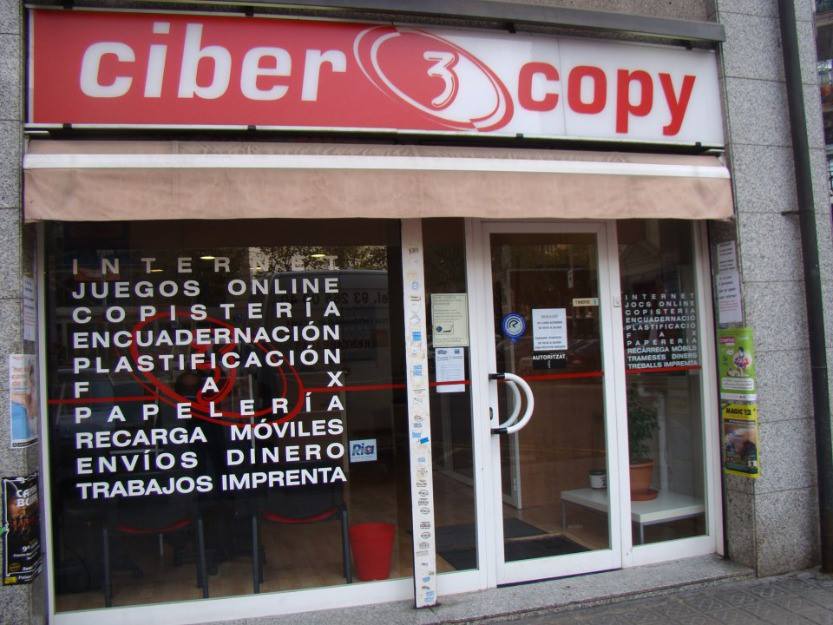 ciber 3 copy
INTERNET
JUEGOS ONLINE
COPISTERÍA
ENCUADERNACIÓN
PLASTIFICACIÓN
FAX
PAPELERÍA
RECARGA MÓVILES
ENVÍOS DINERO
TRABAJOS IMPRENTA
Ria
AUTORITZAT
INTERNET
JOCS ONLINE
COPISTERIA
ENCUADERNACIÓ
PLASTIFICACIÓ
FAX
PAPERERIA
RECÀRREGA MÒBILS
TRAMESES DINERS
TREBALLS IMPREMTA